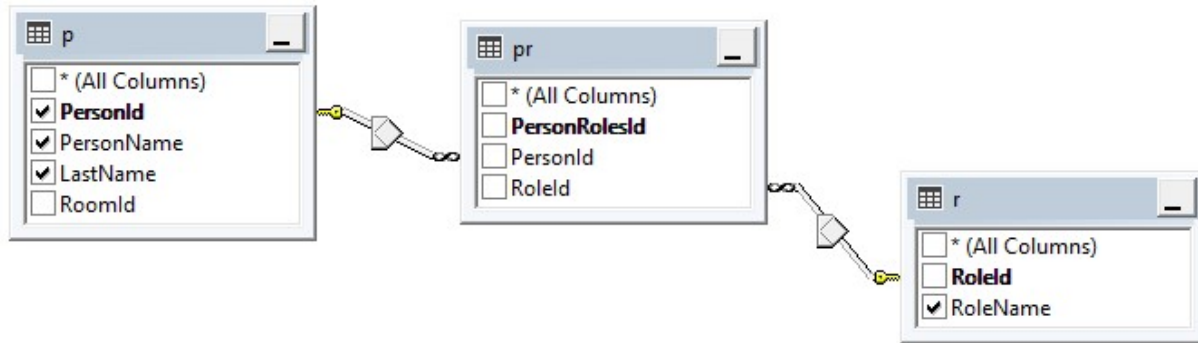 p
* (All Columns)
PersonId
PersonName
LastName
RoomId
pr
* (All Columns)
PersonRolesId
PersonId
RoleId
r
* (All Columns)
RoleId
RoleName